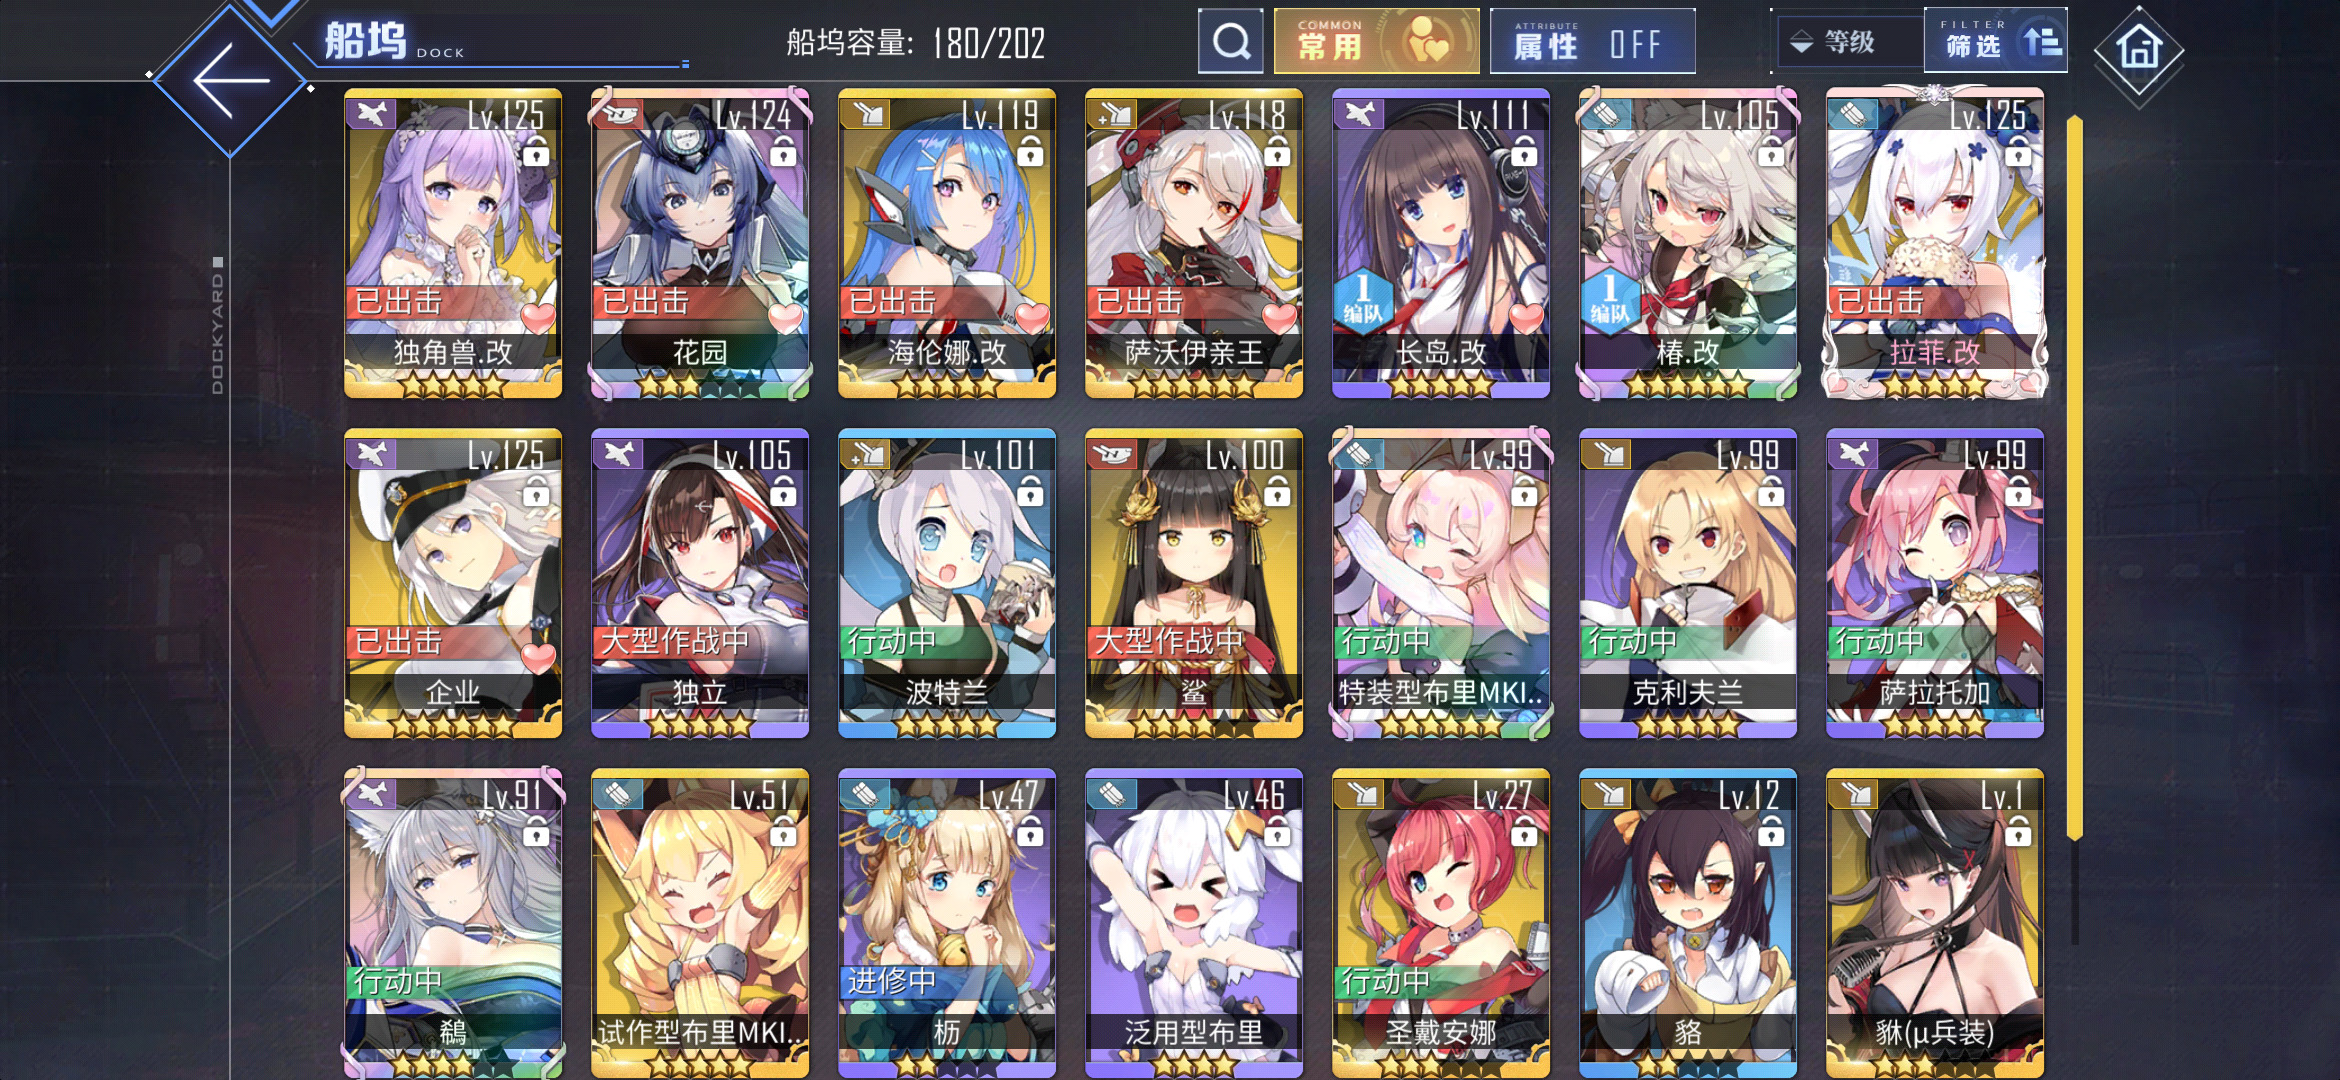 船坞 DOCK
船坞容量: 180/202
COMMON
常用
ATTRIBUTE
属性 OFF
等级
FILTER
筛选
DOCKYARD
Lv.125
已出击
独角兽.改
Lv.124
已出击
花园
Lv.119
已出击
海伦娜.改
Lv.118
已出击
萨沃伊亲王
Lv.111
1
编队
长岛.改
Lv.105
1
编队
椿.改
Lv.125
已出击
拉菲.改
Lv.125
已出击
企业
Lv.105
大型作战中
独立
Lv.101
行动中
波特兰
Lv.100
大型作战中
鲨
Lv.99
行动中
特装型布里MKI..
Lv.99
行动中
克利夫兰
Lv.99
行动中
萨拉托加
Lv.91
行动中
鹬
Lv.51
试作型布里MKI..
Lv.47
进修中
枥
Lv.46
泛用型布里
Lv.27
行动中
圣戴安娜
Lv.12
貉
Lv.1
貅(μ兵装)